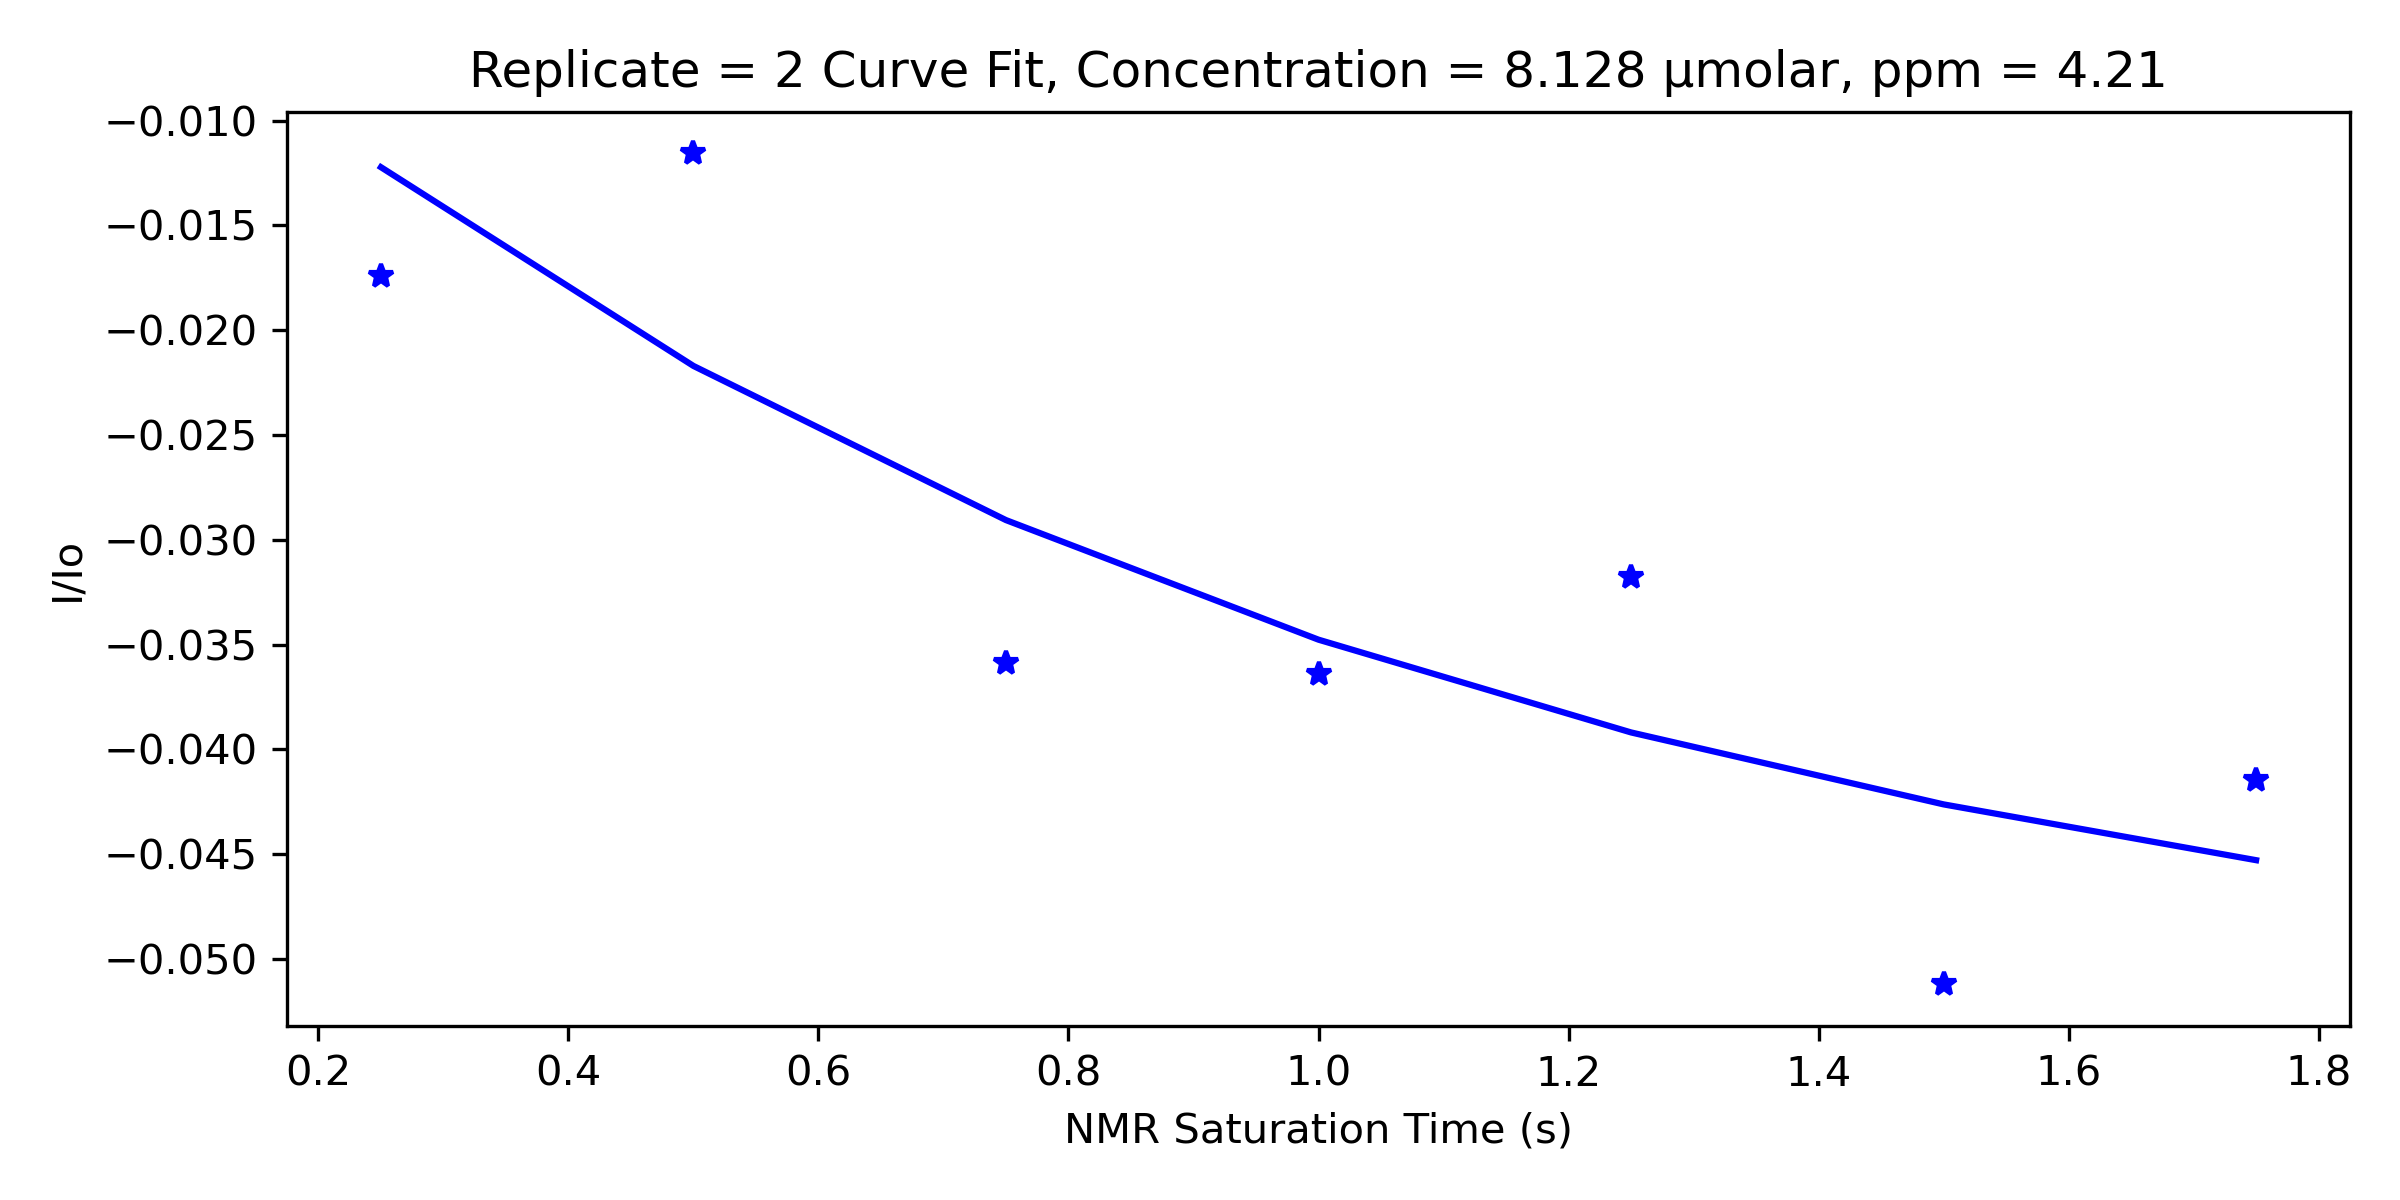 Replicate = 2 Curve Fit, Concentration = 8.128 µmolar, ppm = 4.21
−0.010
−0.015
−0.020
−0.025
−0.030
−0.035
−0.040
−0.045
−0.050
I/Io
0.2 0.4 0.6 0.8 1.0 1.2 1.4 1.6 1.8
NMR Saturation Time (s)